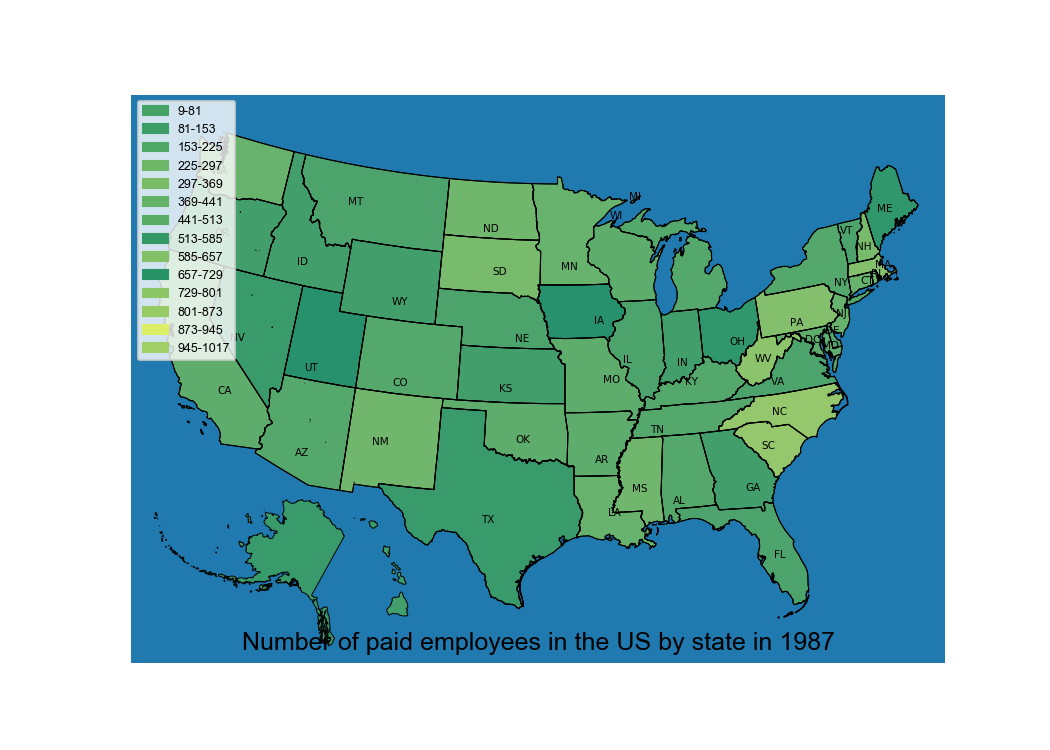 9-81
81-153
153-225
225-297
297-369
369-441
441-513
513-585
585-657
657-729
729-801
801-873
873-945
945-1017
MT
ND
MN
WI
MI
ME
VT
NH
MA
ID
SD
WY
NY
CT
RI
IA
NE
PA
NJ
OH
NV
UT
CO
KS
MO
IL
IN
WV
VA
DC
DE
MD
KY
CA
AZ
NM
OK
AR
TN
NC
SC
TX
LA
MS
AL
GA
FL
Number of paid employees in the US by state in 1987